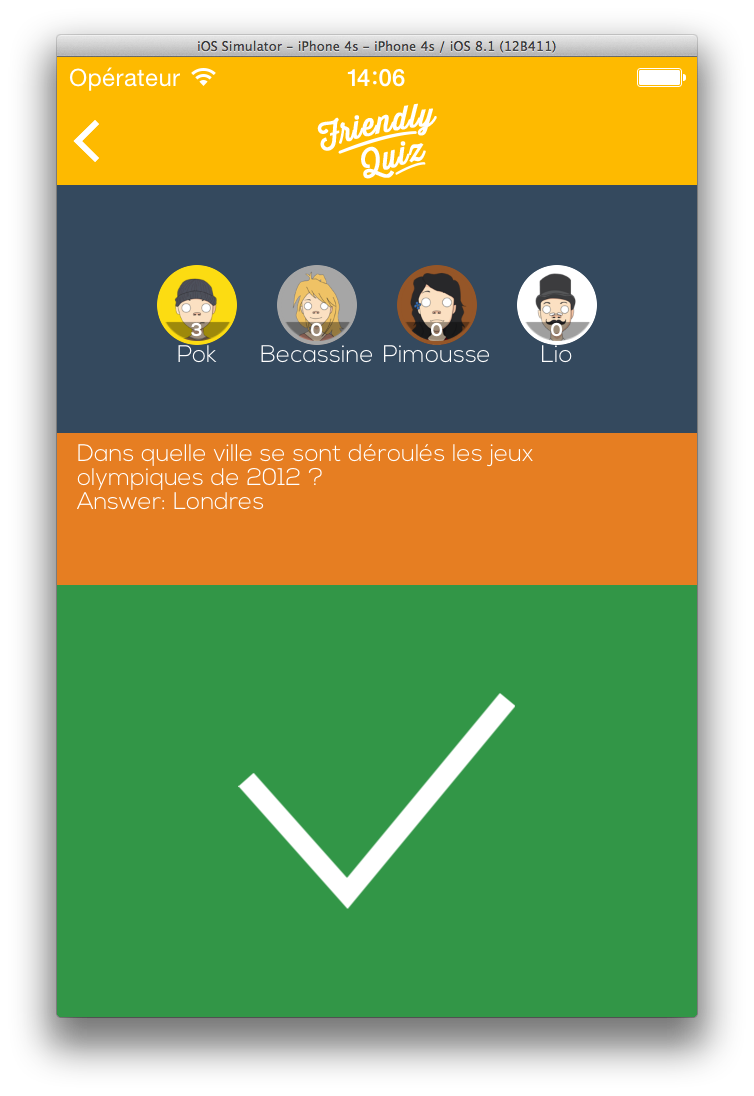 iOS Simulator – iPhone 4s – iPhone 4s / iOS 8.1 (12B411)
Opérateur 14:06
Friendly
Quiz
3 0 0 0
Pok Becassine Pimousse Lio
Dans quelle ville se sont déroulés les jeux
olympiques de 2012 ?
Answer: Londres